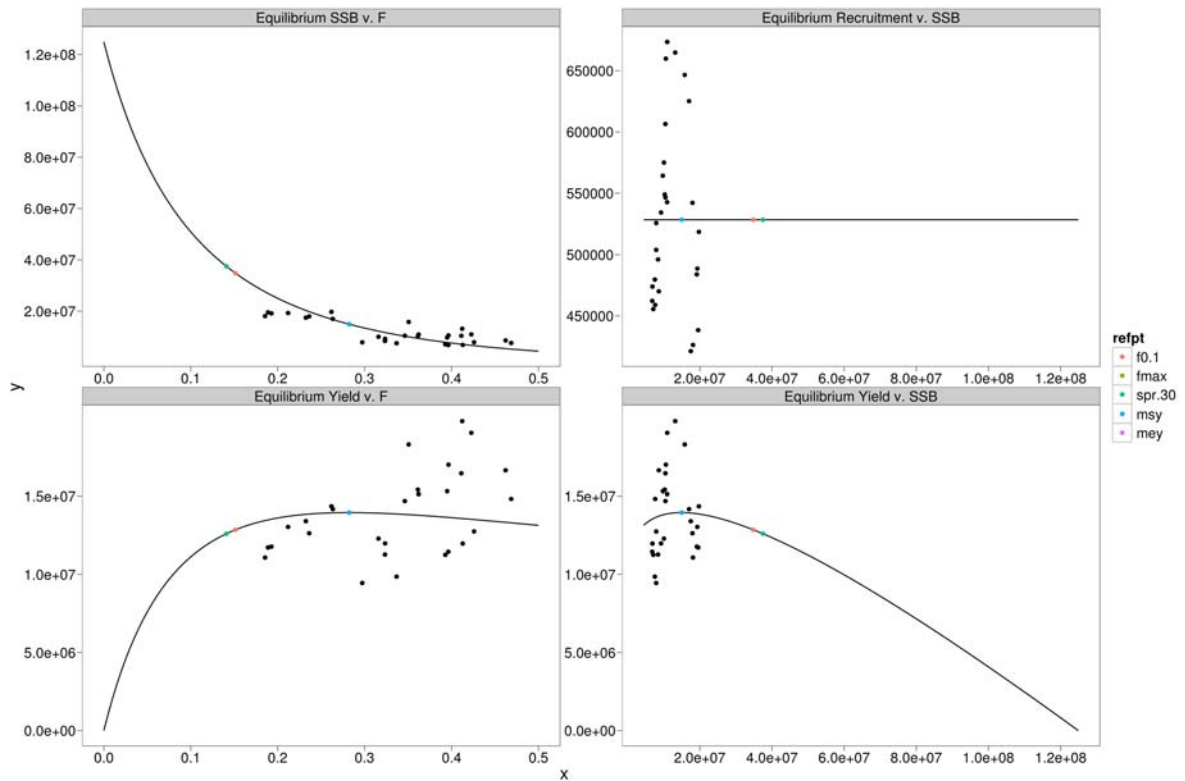 Equilibrium SSB v. F
Equilibrium Recruitment v. SSB
1.2e+08
1.0e+08
8.0e+07
6.0e+07
4.0e+07
2.0e+07
650000
600000
550000
500000
450000
0.0 0.1 0.2 0.3 0.4 0.5
2.0e+07 4.0e+07 6.0e+07 8.0e+07 1.0e+08 1.2e+08
y
Equilibrium Yield v. F
Equilibrium Yield v. SSB
1.5e+07
1.0e+07
5.0e+06
0.0e+00
1.5e+07
1.0e+07
5.0e+06
0.0e+00
0.0 0.1 0.2 0.3 0.4 0.5
2.0e+07 4.0e+07 6.0e+07 8.0e+07 1.0e+08 1.2e+08
x
refpt
f0.1
fmax
spr.30
msy
mey